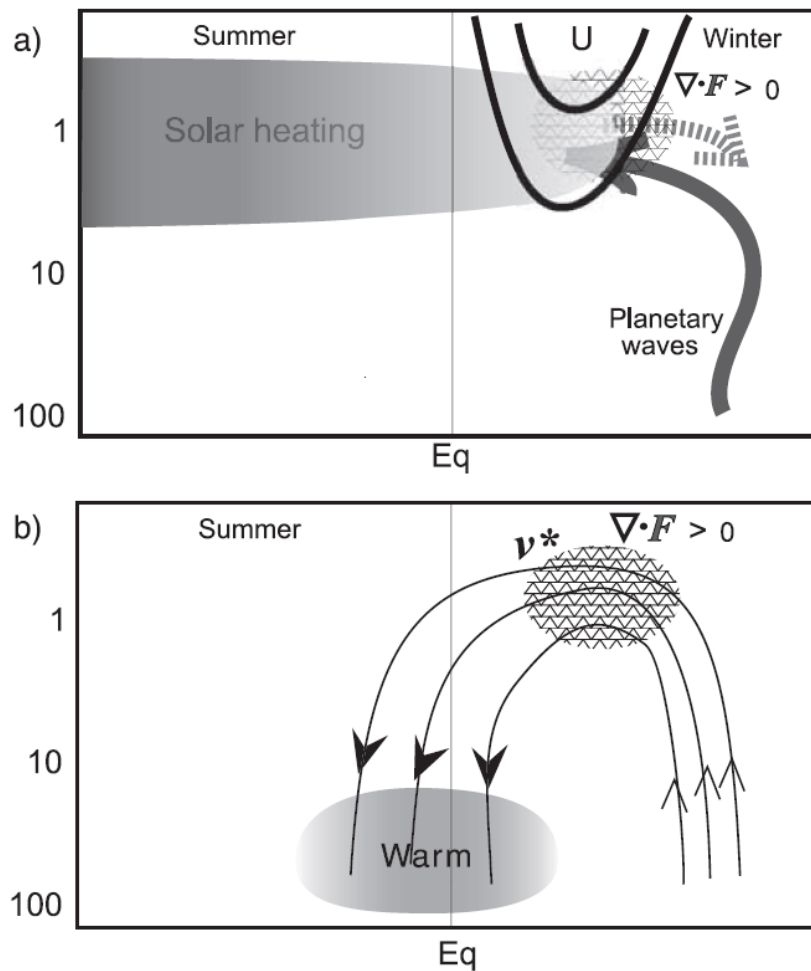 a)
Summer
U
Winter
∇·F > 0
1
Solar heating
10
Planetary
waves
100
Eq
b)
Summer
v*
∇·F > 0
1
10
Warm
100
Eq